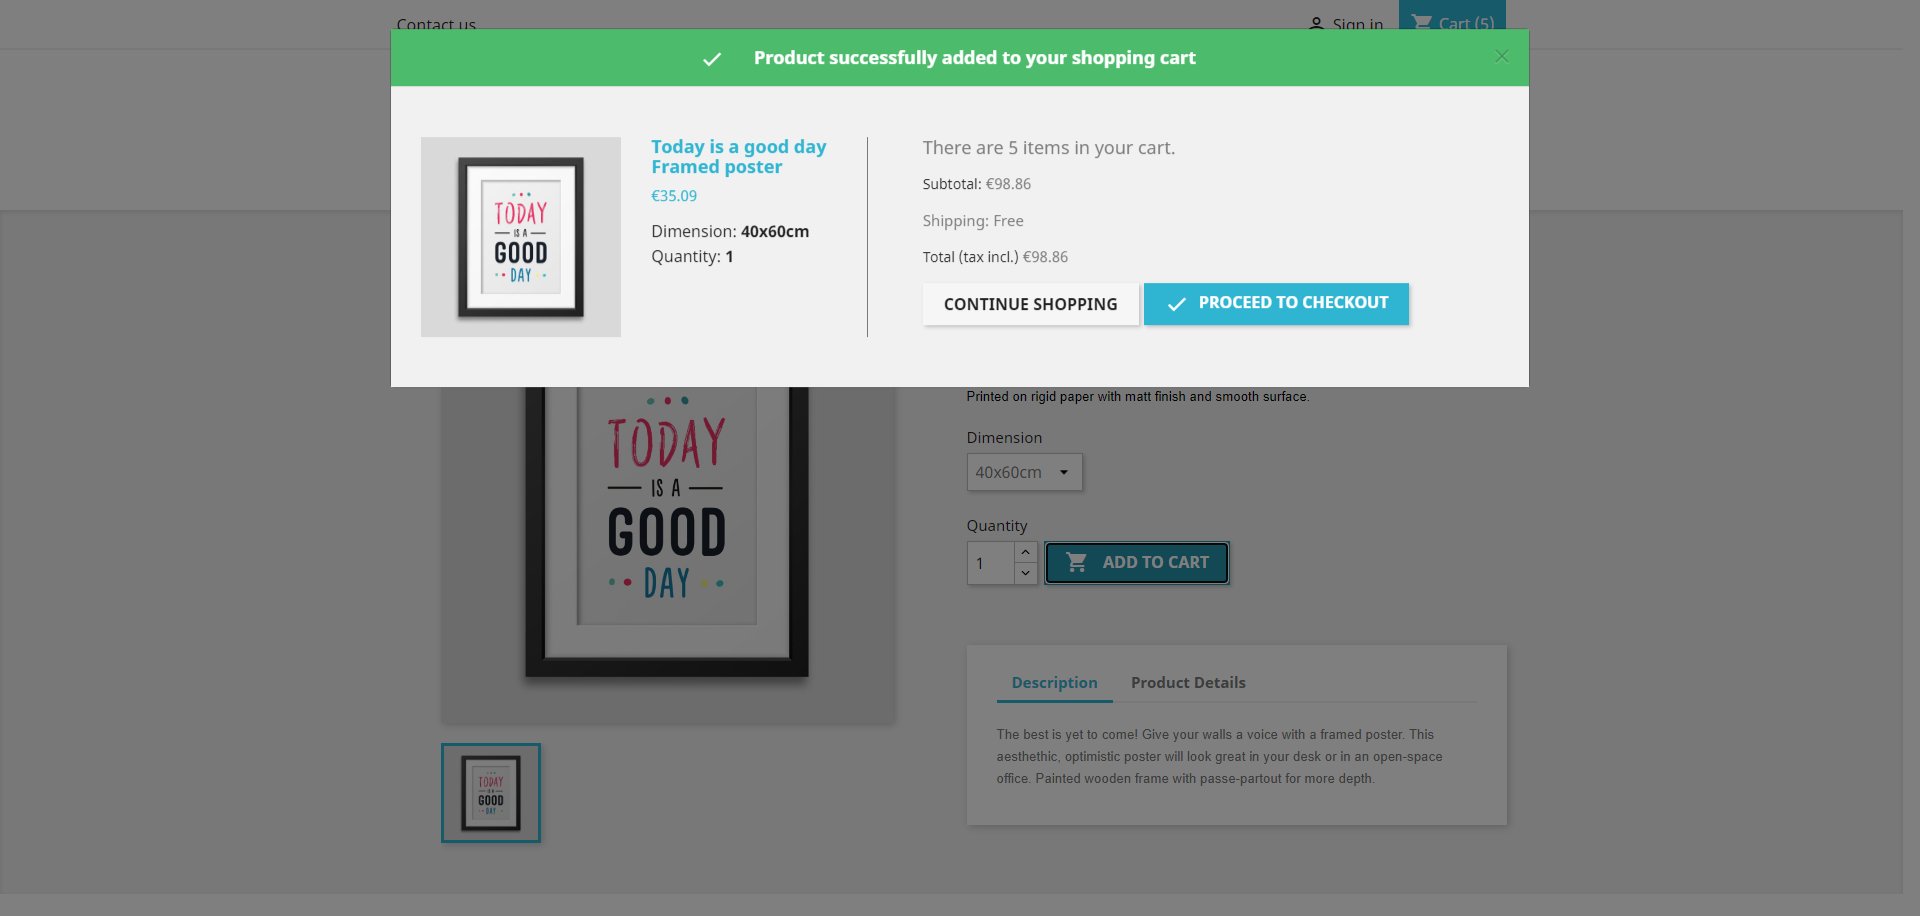 Contact us
Sign in
Cart (5)
Product successfully added to your shopping cart
TODAY
IS A
GOOD
DAY
Today is a good day
Framed poster
€35.09
Dimension: 40x60cm
Quantity: 1
There are 5 items in your cart.
Subtotal: €98.86
Shipping: Free
Total (tax incl.) €98.86
CONTINUE SHOPPING
PROCEED TO CHECKOUT
TODAY
IS A
GOOD
DAY
Printed on rigid paper with matt finish and smooth surface.
Dimension
40x60cm
Quantity
1
ADD TO CART
Description
Product Details
The best is yet to come! Give your walls a voice with a framed poster. This
aesthethic, optimistic poster will look great in your desk or in an open-space
office. Painted wooden frame with passe-partout for more depth.
TODAY
IS A
GOOD
DAY